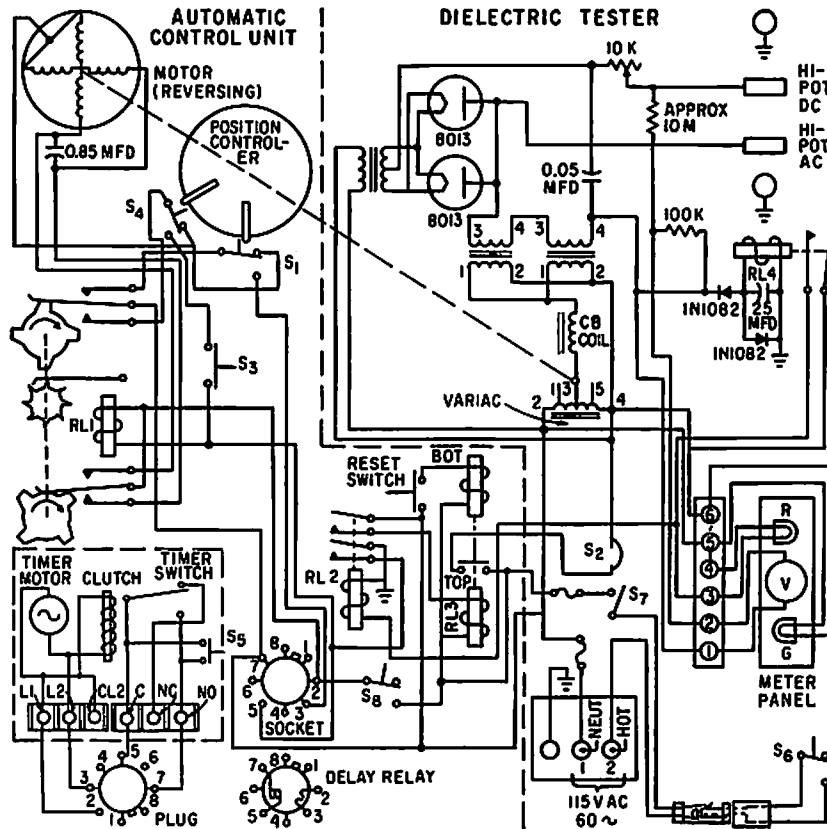 AUTOMATIC
CONTROL UNIT
DIELECTRIC TESTER
MOTOR
(REVERSING)
POSITION
CONTROL-
ER
0.85 MFD
S4
S1
S3
RL1
10 K
HI-
POT
DC
APPROX
10M
HI-
POT
AC
8013
8013
0.05
MFD
100K
3 4 3 4
1 2 1 2
RL4
1N1082
25
MFD
1N1082
CB
COIL
VARIAC
2 1 3 5 4
RESET
SWITCH
BOT
TOP
RL2
RL3
S2
S7
6
5
4
3
2
1
R
V
G
METER
PANEL
TIMER
MOTOR
CLUTCH
TIMER
SWITCH
S5
L1 L2 CL2 C NC NO
8 1
7
6 2
5 4 3
SOCKET
S8
NEUT
HOT
1 2
115 V AC
60 ~
S6
5
4 6
3 7
2 1 8
PLUG
8 1
7
6 2
5 4 3
DELAY RELAY